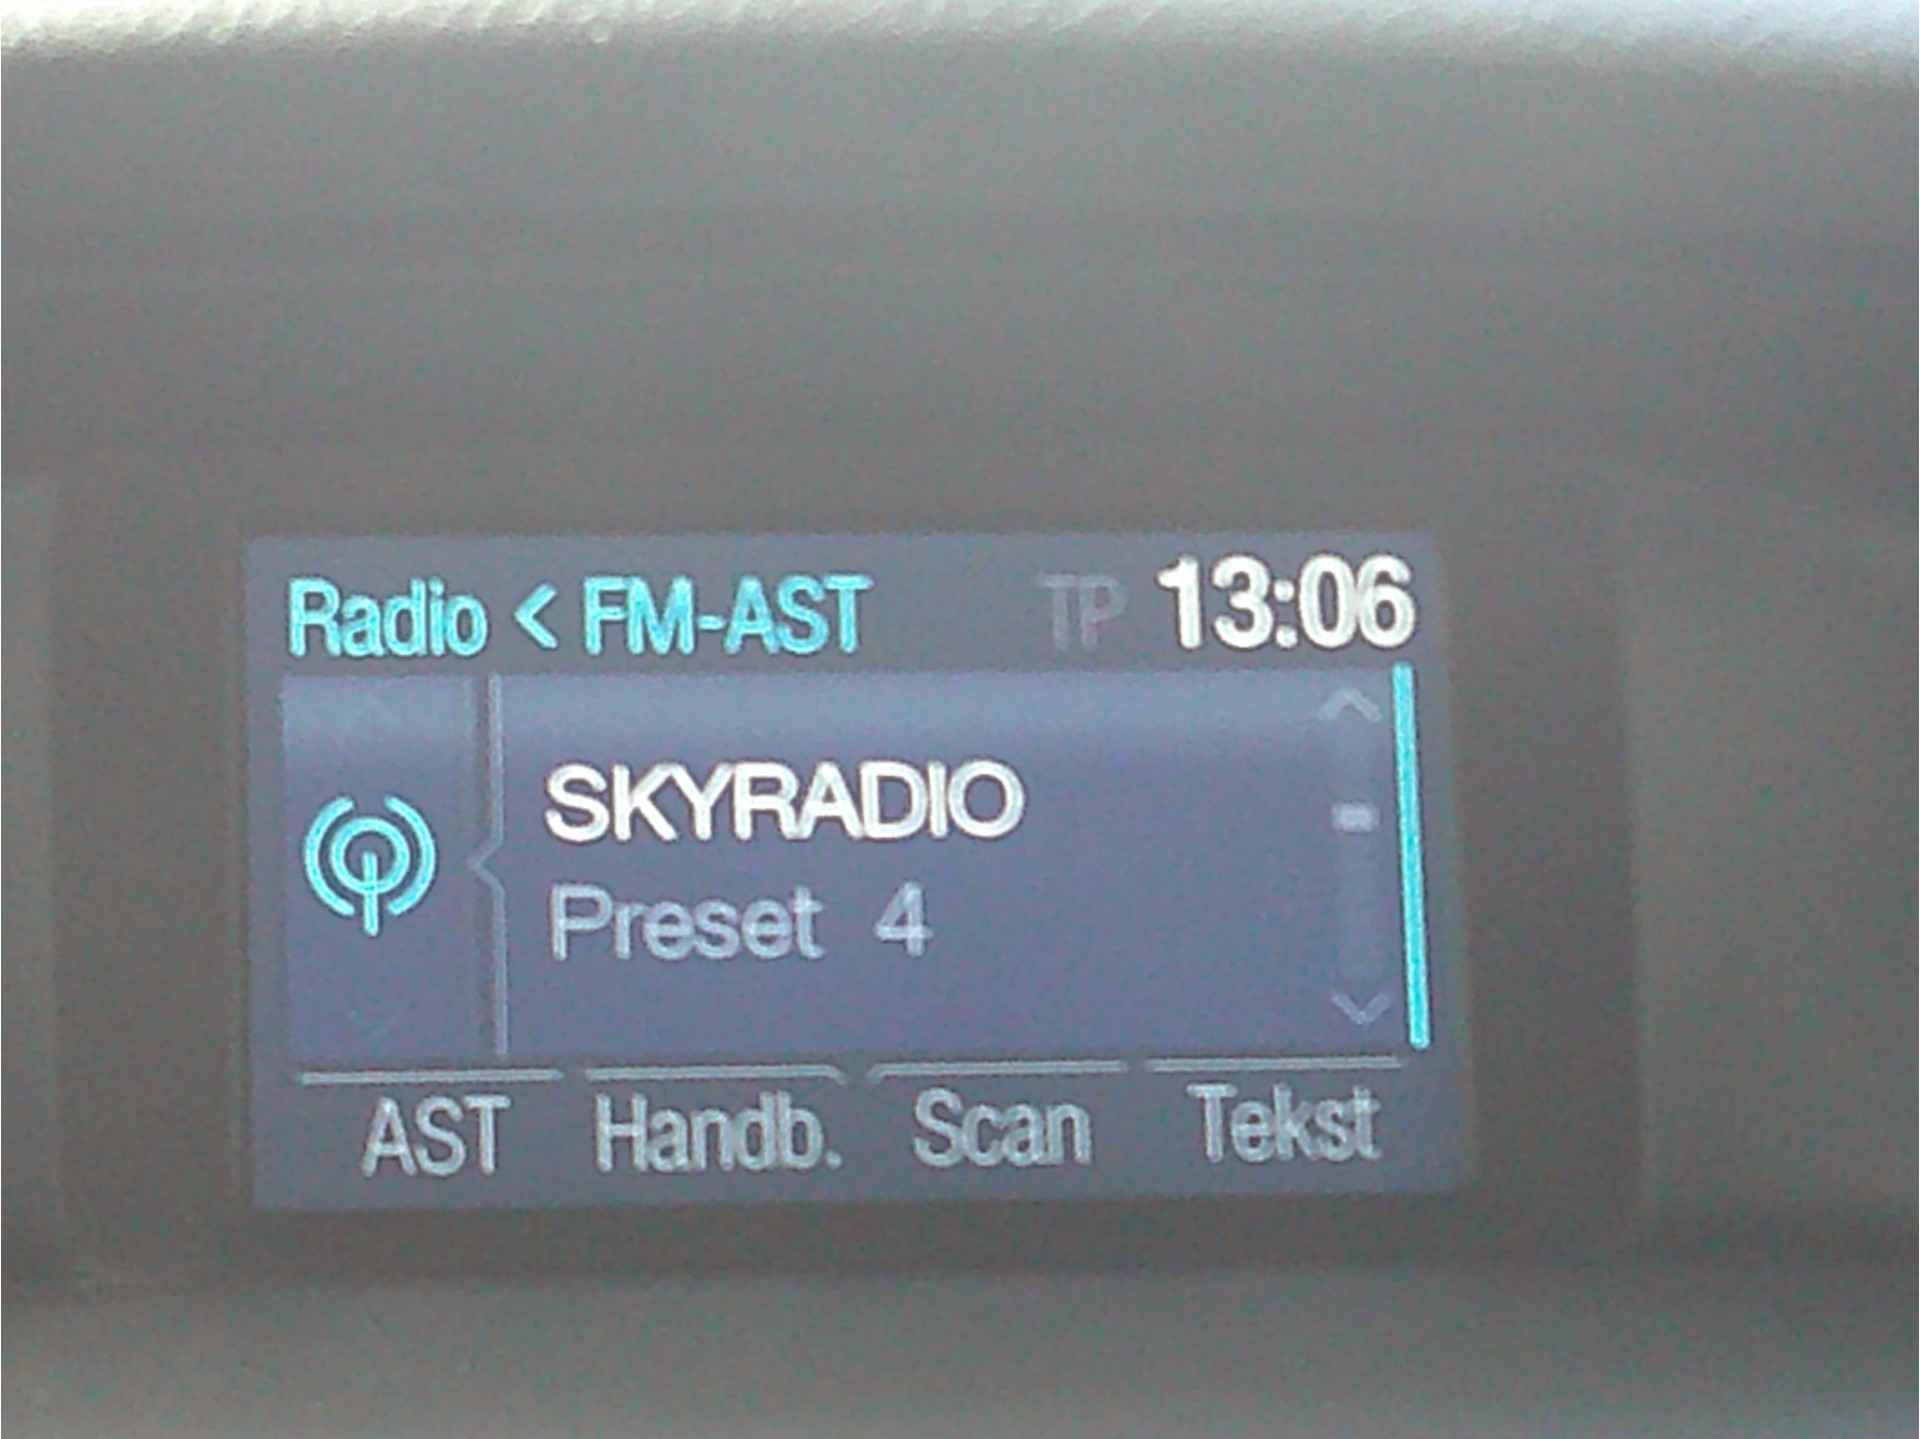 Radio < FM-AST TP 13:06
SKYRADIO
Preset 4
AST Handb. Scan Tekst